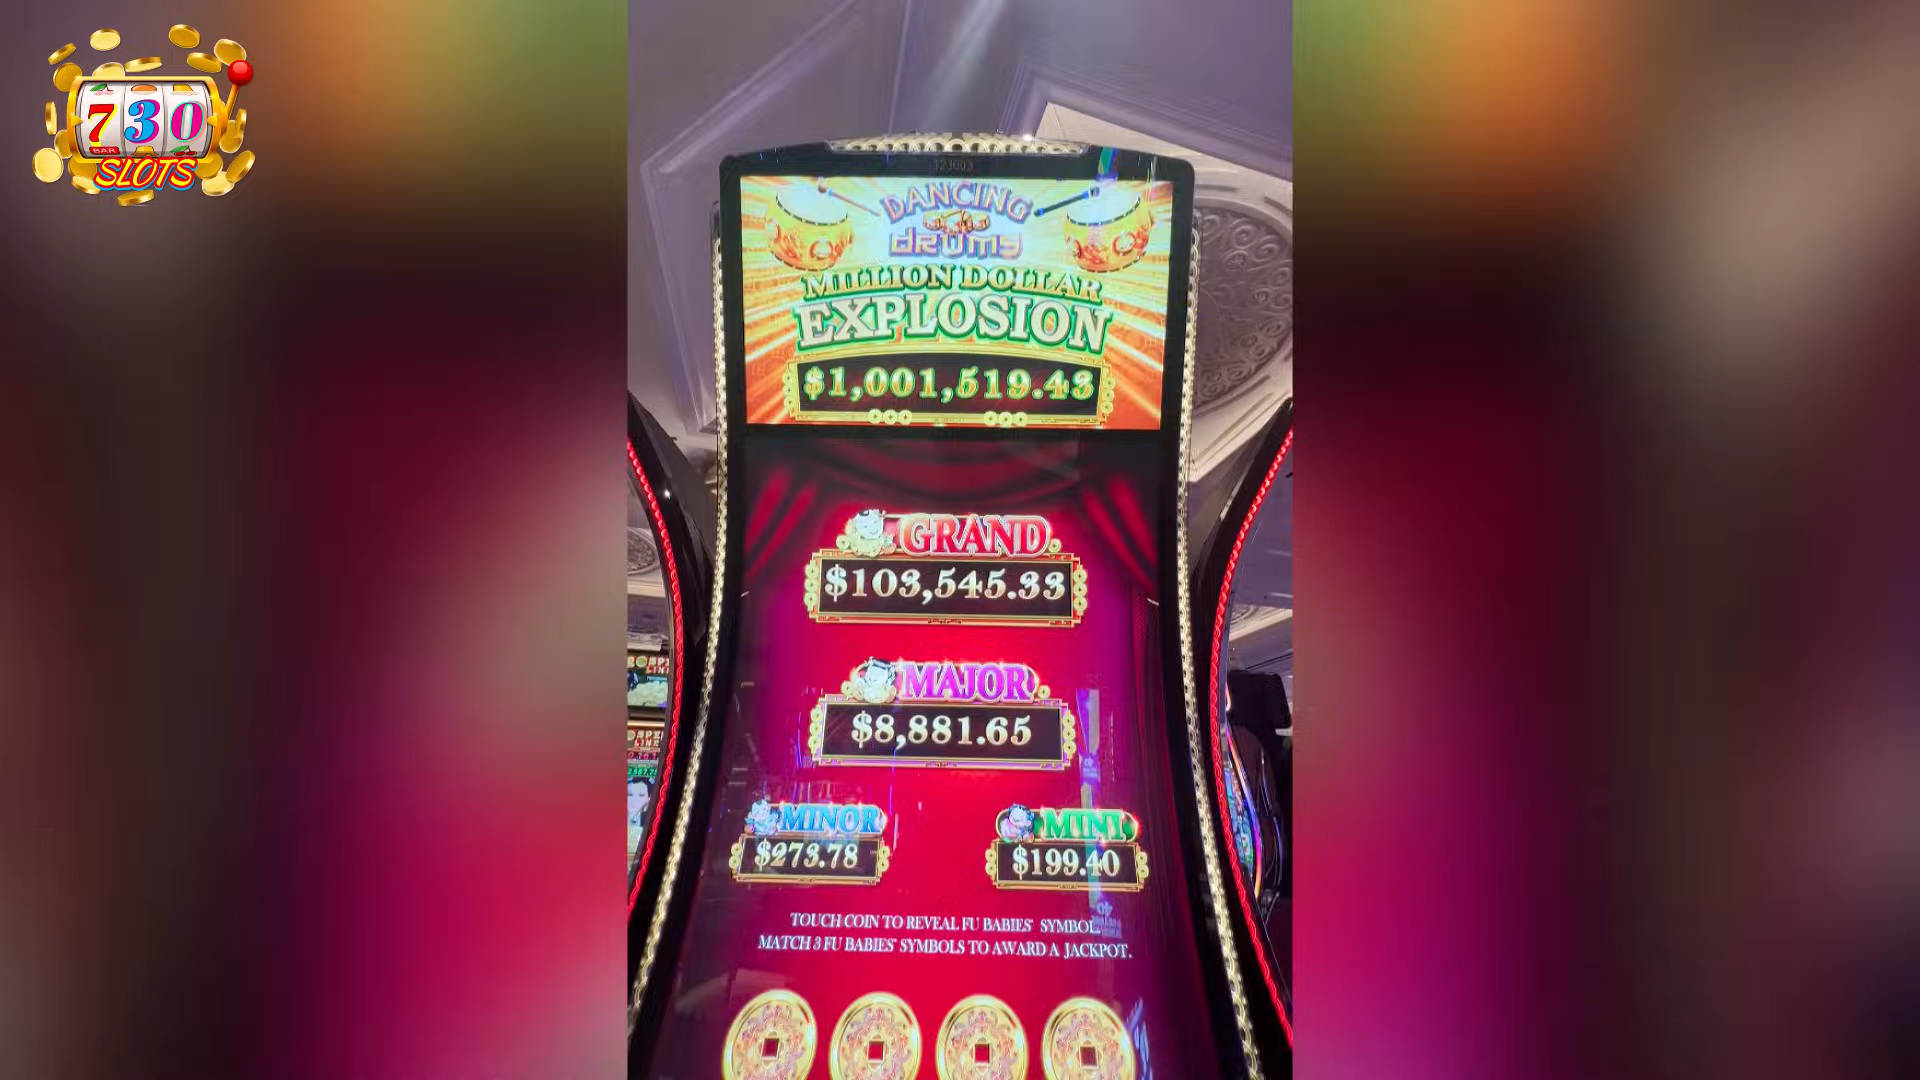 730
BAR
SLOTS
123003
DANCING
DRUMS
MILLION DOLLAR
EXPLOSION
$1,001,519.43
GRAND
$103,545.33
MAJOR
$8,881.65
MINOR
$273.78
MINI
$199.40
TOUCH COIN TO REVEAL FU BABIES' SYMBOL.
MATCH 3 FU BABIES' SYMBOLS TO AWARD A JACKPOT.